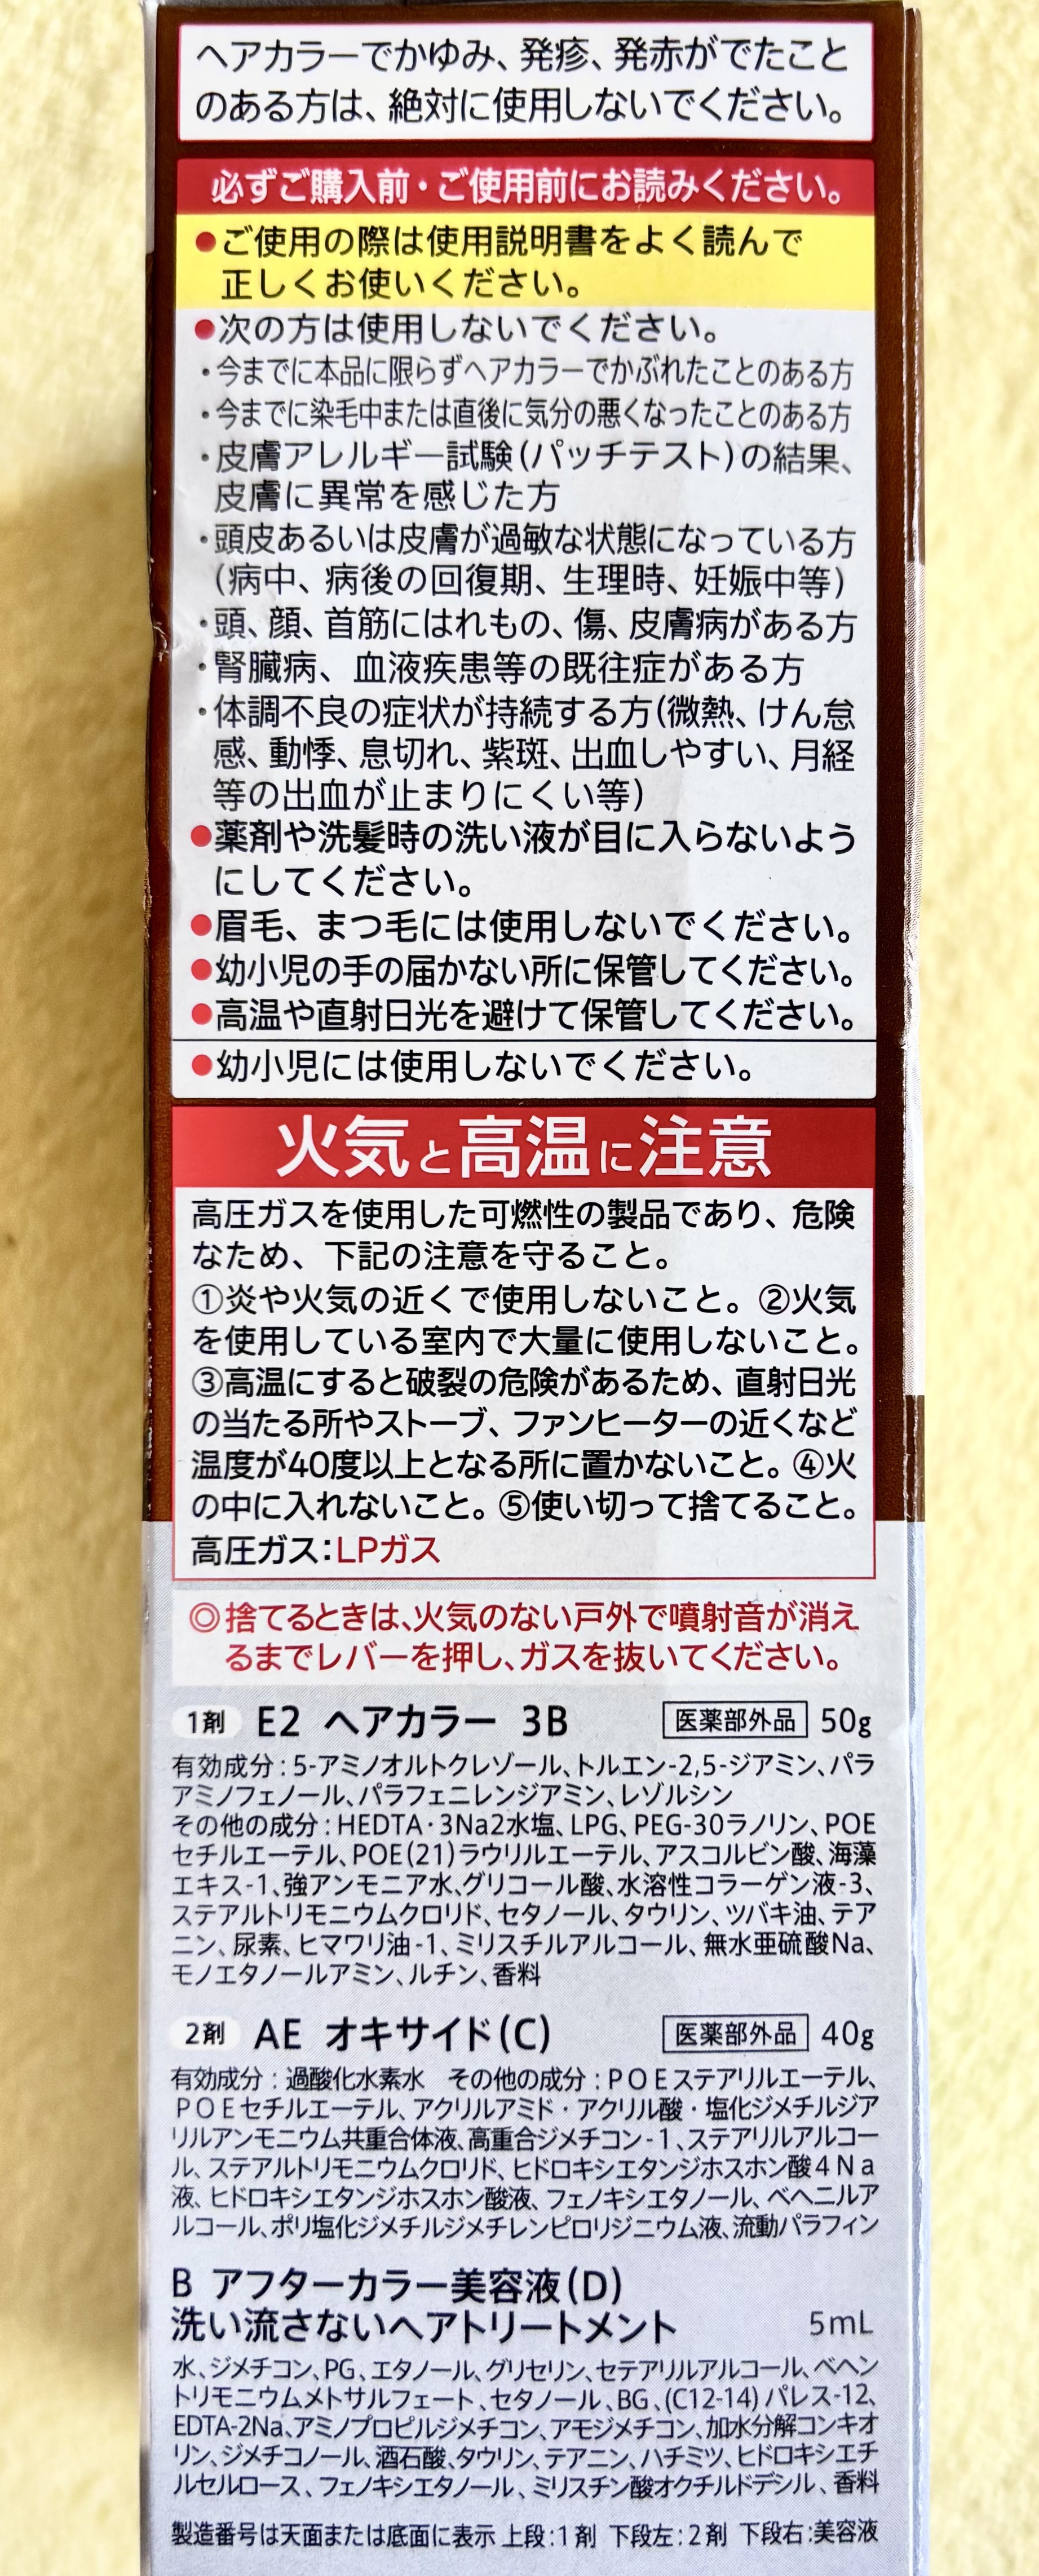 ヘアカラーでかゆみ、発疹、発赤がでたこと
のある方は、絶対に使用しないでください。
必ずご購入前・ご使用前にお読みください。
●ご使用の際は使用説明書をよく読んで
正しくお使いください。
●次の方は使用しないでください。
・今までに本品に限らずヘアカラーでかぶれたことのある方
・今までに染毛中または直後に気分の悪くなったことのある方
・皮膚アレルギー試験(パッチテスト)の結果、
皮膚に異常を感じた方
・頭皮あるいは皮膚が過敏な状態になっている方
(病中、病後の回復期、生理時、妊娠中等)
・頭、顔、首筋にはれもの、傷、皮膚病がある方
・腎臓病、血液疾患等の既往症がある方
・体調不良の症状が持続する方(微熱、けん怠
感、動悸、息切れ、紫斑、出血しやすい、月経
等の出血が止まりにくい等)
●薬剤や洗髪時の洗い液が目に入らないよう
にしてください。
●眉毛、まつ毛には使用しないでください。
●幼小児の手の届かない所に保管してください。
●高温や直射日光を避けて保管してください。
●幼小児には使用しないでください。
火気と高温に注意
高圧ガスを使用した可燃性の製品であり、危険
なため、下記の注意を守ること。
①炎や火気の近くで使用しないこと。②火気
を使用している室内で大量に使用しないこと。
③高温にすると破裂の危険があるため、直射日光
の当たる所やストーブ、ファンヒーターの近くなど
温度が40度以上となる所に置かないこと。④火
の中に入れないこと。⑤使い切って捨てること。
高圧ガス:LPガス
◎捨てるときは、火気のない戸外で噴射音が消え
るまでレバーを押し、ガスを抜いてください。
1剤 E2 ヘアカラー 3B 医薬部外品 50g
有効成分:5-アミノオルトクレゾール、トルエン-2,5-ジアミン、パラ
アミノフェノール、パラフェニレンジアミン、レゾルシン
その他の成分:HEDTA・3Na2水塩、LPG、PEG-30ラノリン、POE
セチルエーテル、POE(21)ラウリルエーテル、アスコルビン酸、海藻
エキス-1、強アンモニア水、グリコール酸、水溶性コラーゲン液-3、
ステアルトリモニウムクロリド、セタノール、タウリン、ツバキ油、テア
ニン、尿素、ヒマワリ油-1、ミリスチルアルコール、無水亜硫酸Na、
モノエタノールアミン、ルチン、香料
2剤 AE オキサイド(C) 医薬部外品 40g
有効成分:過酸化水素水 その他の成分:POEステアリルエーテル、
POEセチルエーテル、アクリルアミド・アクリル酸・塩化ジメチルジア
リルアンモニウム共重合体液、高重合ジメチコン-1、ステアリルアルコー
ル、ステアルトリモニウムクロリド、ヒドロキシエタンジホスホン酸4Na
液、ヒドロキシエタンジホスホン酸液、フェノキシエタノール、ベヘニルア
ルコール、ポリ塩化ジメチルジメチレンピロリジニウム液、流動パラフィン
B アフターカラー美容液(D)
洗い流さないヘアトリートメント 5mL
水、ジメチコン、PG、エタノール、グリセリン、セテアリルアルコール、ベヘン
トリモニウムメトサルフェート、セタノール、BG、(C12-14)パレス-12、
EDTA-2Na、アミノプロピルジメチコン、アモジメチコン、加水分解コンキオ
リン、ジメチコノール、酒石酸、タウリン、テアニン、ハチミツ、ヒドロキシエチ
ルセルロース、フェノキシエタノール、ミリスチン酸オクチルドデシル、香料
製造番号は天面または底面に表示 上段:1剤 下段左:2剤 下段右:美容液